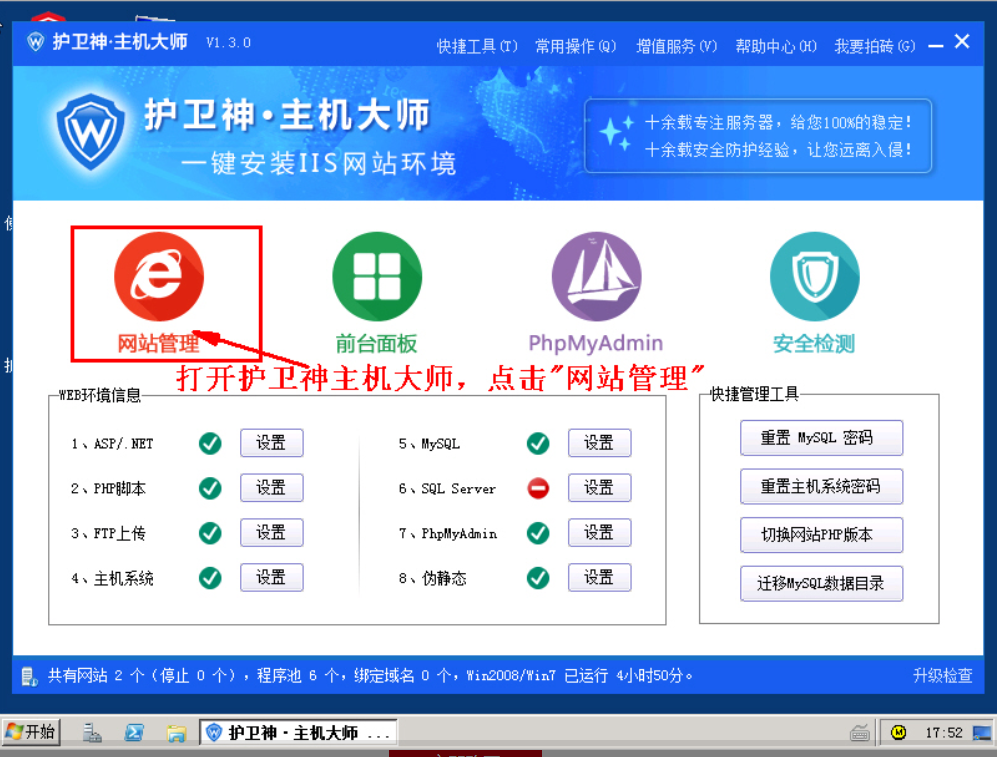 护卫神·主机大师 V1.3.0
快捷工具(T) 常用操作(Q) 增值服务(V) 帮助中心(H) 我要拍砖(G)
护卫神·主机大师
一键安装IIS网站环境
十余载专注服务器，给您100%的稳定！
十余载安全防护经验，让您远离入侵！
网站管理 前台面板 PhpMyAdmin 安全检测
打开护卫神主机大师，点击"网站管理"
WEB环境信息
1、ASP/.NET 设置 5、MySQL 设置
2、PHP脚本 设置 6、SQL Server 设置
3、FTP上传 设置 7、PhpMyAdmin 设置
4、主机系统 设置 8、伪静态 设置
快捷管理工具
重置 MySQL 密码
重置主机系统密码
切换网站PHP版本
迁移MySQL数据目录
共有网站 2 个（停止 0 个），程序池 6 个，绑定域名 0 个，Win2008/Win7 已运行 4小时50分。 升级检查
开始 护卫神·主机大师 ... 17:52